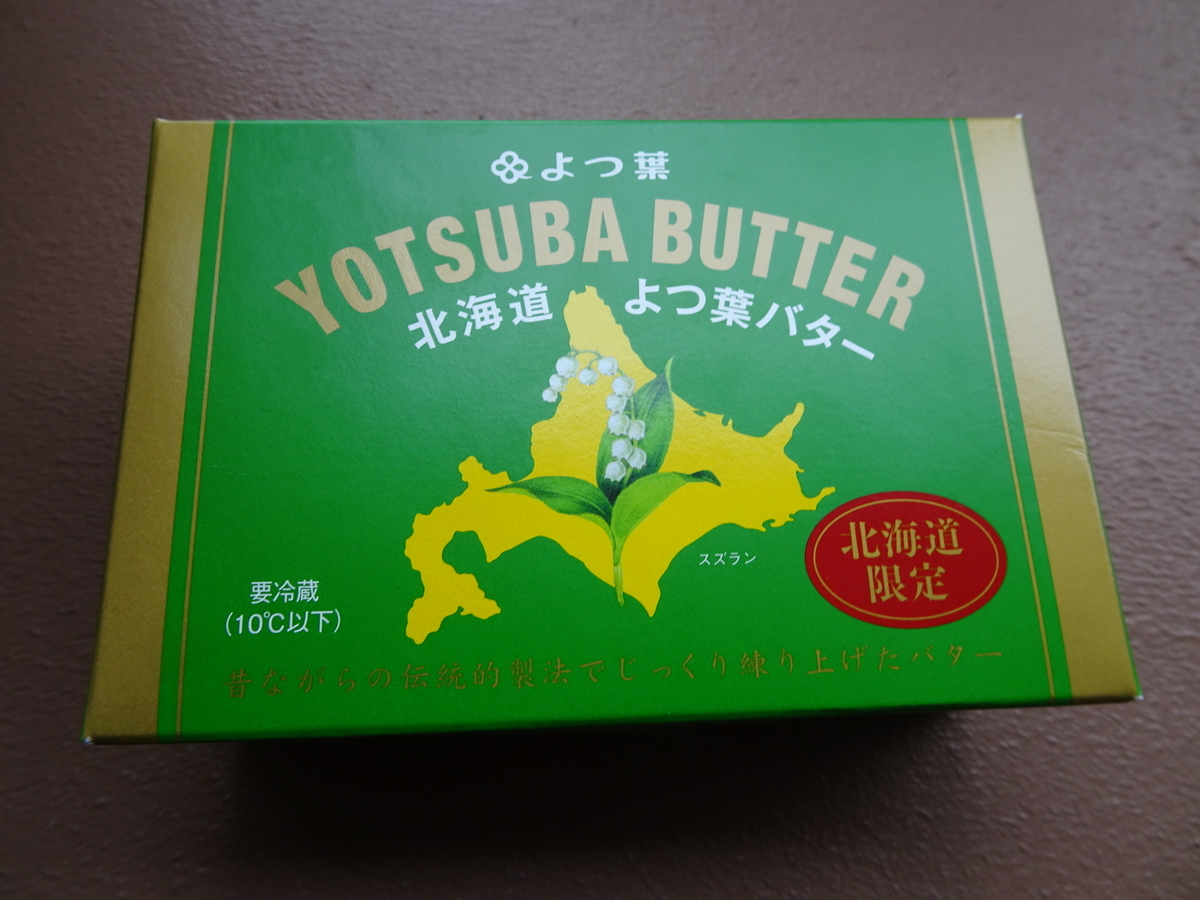 よつ葉
YOTSUBA BUTTER
北海道 よつ葉バター
スズラン
北海道
限定
要冷蔵
(10℃以下)
昔ながらの伝統的製法でじっくり練り上げたバター